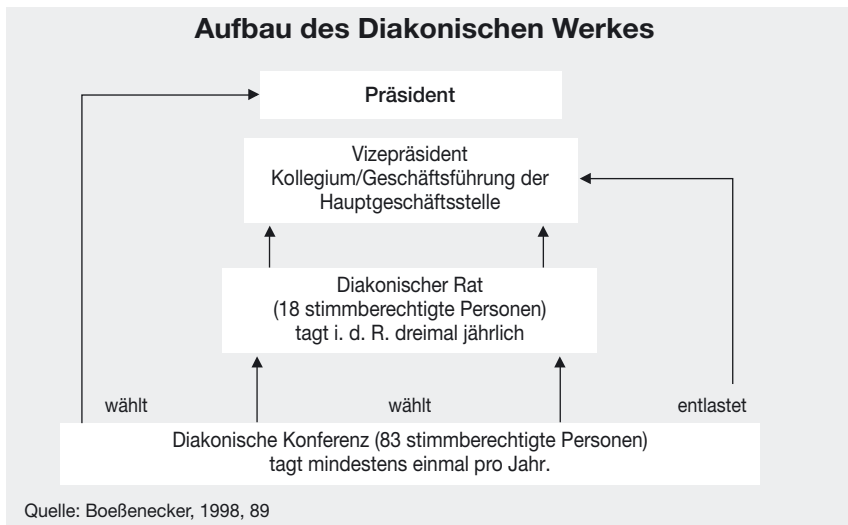 Aufbau des Diakonischen Werkes
Präsident
Vizepräsident
Kollegium/Geschäftsführung der
Hauptgeschäftsstelle
Diakonischer Rat
(18 stimmberechtigte Personen)
tagt i. d. R. dreimal jährlich
wählt
wählt
entlastet
Diakonische Konferenz (83 stimmberechtigte Personen)
tagt mindestens einmal pro Jahr.
Quelle: Boeßenecker, 1998, 89